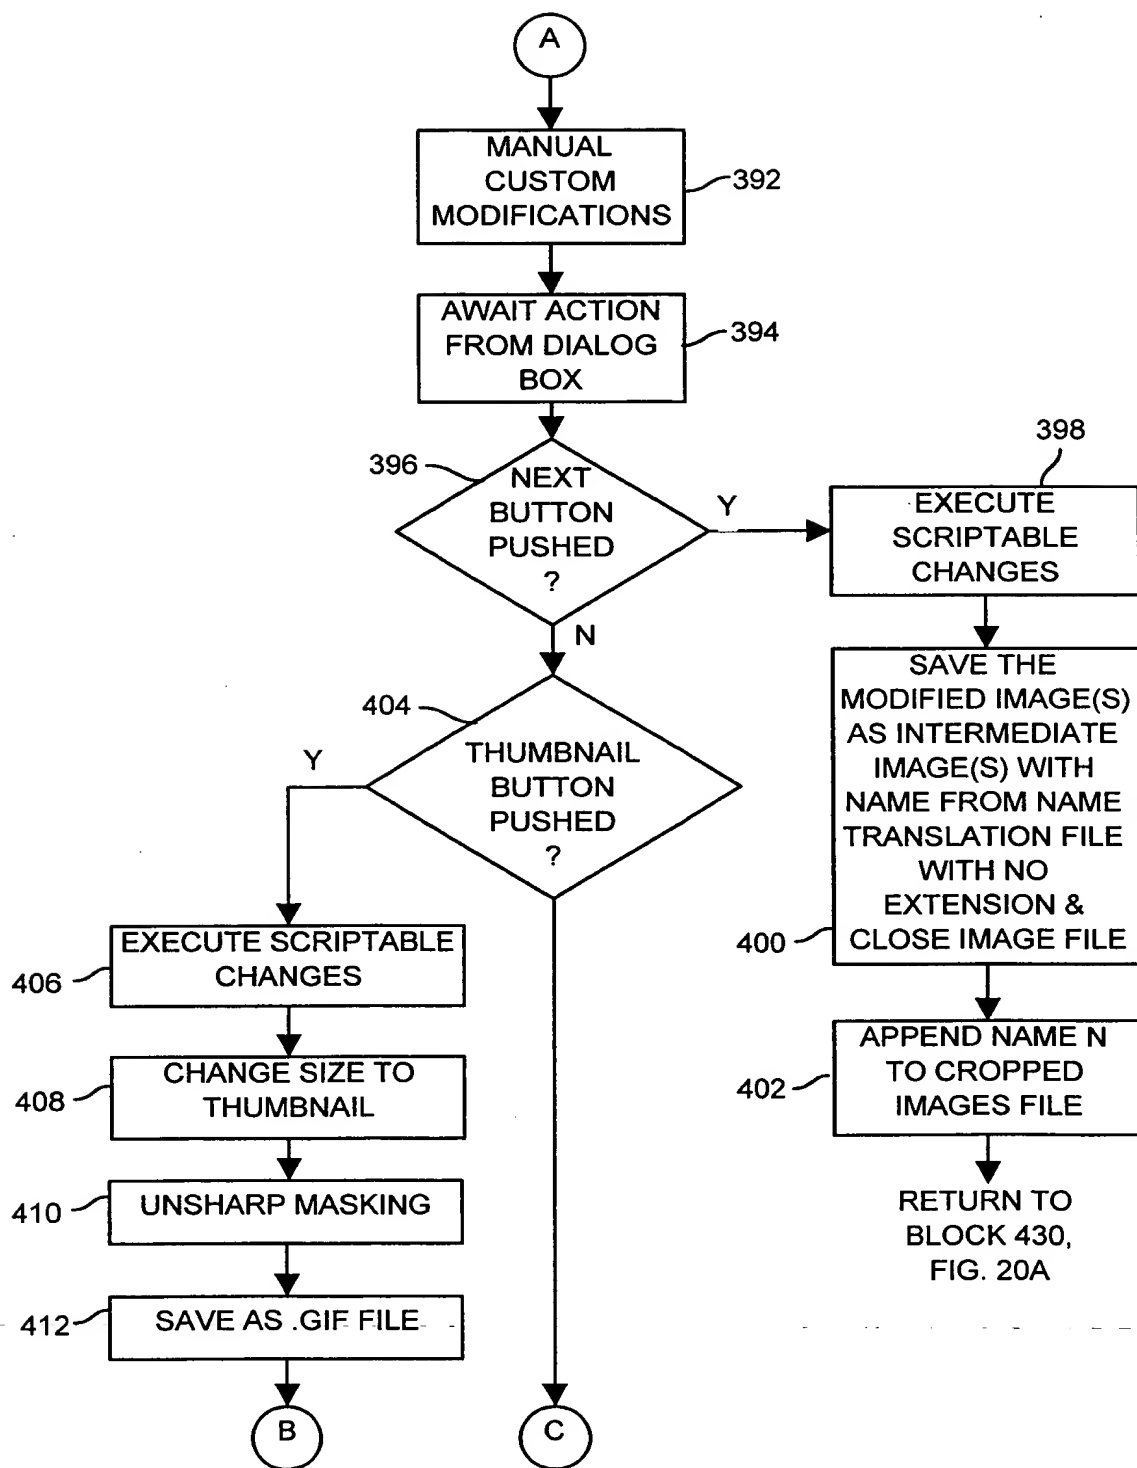 A
MANUAL
CUSTOM
MODIFICATIONS
392
AWAIT ACTION
FROM DIALOG
BOX
394
398
396
NEXT
BUTTON
PUSHED
?
Y
EXECUTE
SCRIPTABLE
CHANGES
N
SAVE THE
MODIFIED IMAGE(S)
AS INTERMEDIATE
IMAGE(S) WITH
NAME FROM NAME
TRANSLATION FILE
WITH NO
EXTENSION &
CLOSE IMAGE FILE
400
404
THUMBNAIL
BUTTON
PUSHED
?
Y
EXECUTE SCRIPTABLE
CHANGES
406
APPEND NAME N
TO CROPPED
IMAGES FILE
402
CHANGE SIZE TO
THUMBNAIL
408
UNSHARP MASKING
410
RETURN TO
BLOCK 430,
FIG. 20A
SAVE AS .GIF FILE
412
B
C